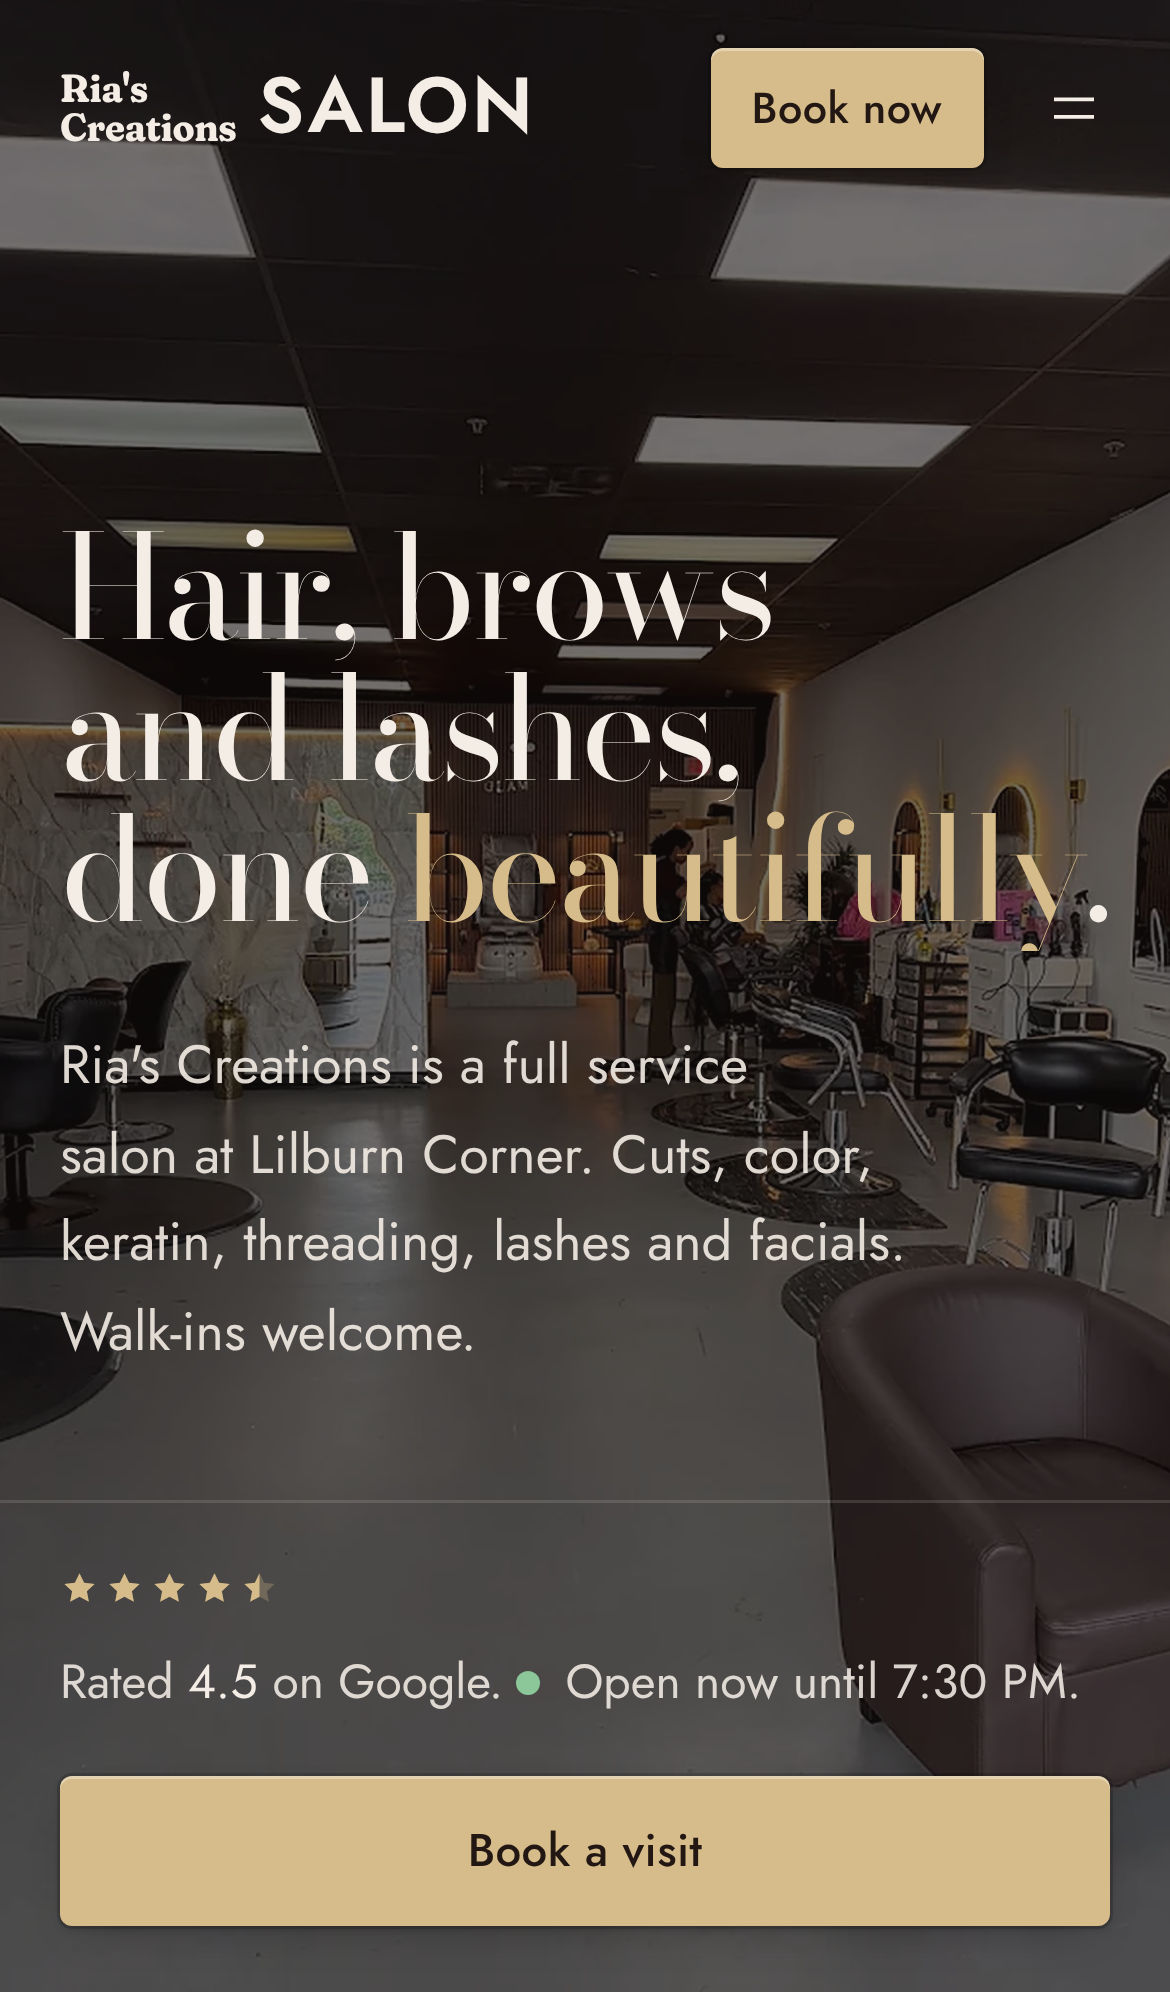 Ria's
Creations
SALON
Book now
Hair, brows
and lashes,
done beautifully.
GLAM
Ria's Creations is a full service
salon at Lilburn Corner. Cuts, color,
keratin, threading, lashes and facials.
Walk-ins welcome.
Rated 4.5 on Google.
Open now until 7:30 PM.
Book a visit